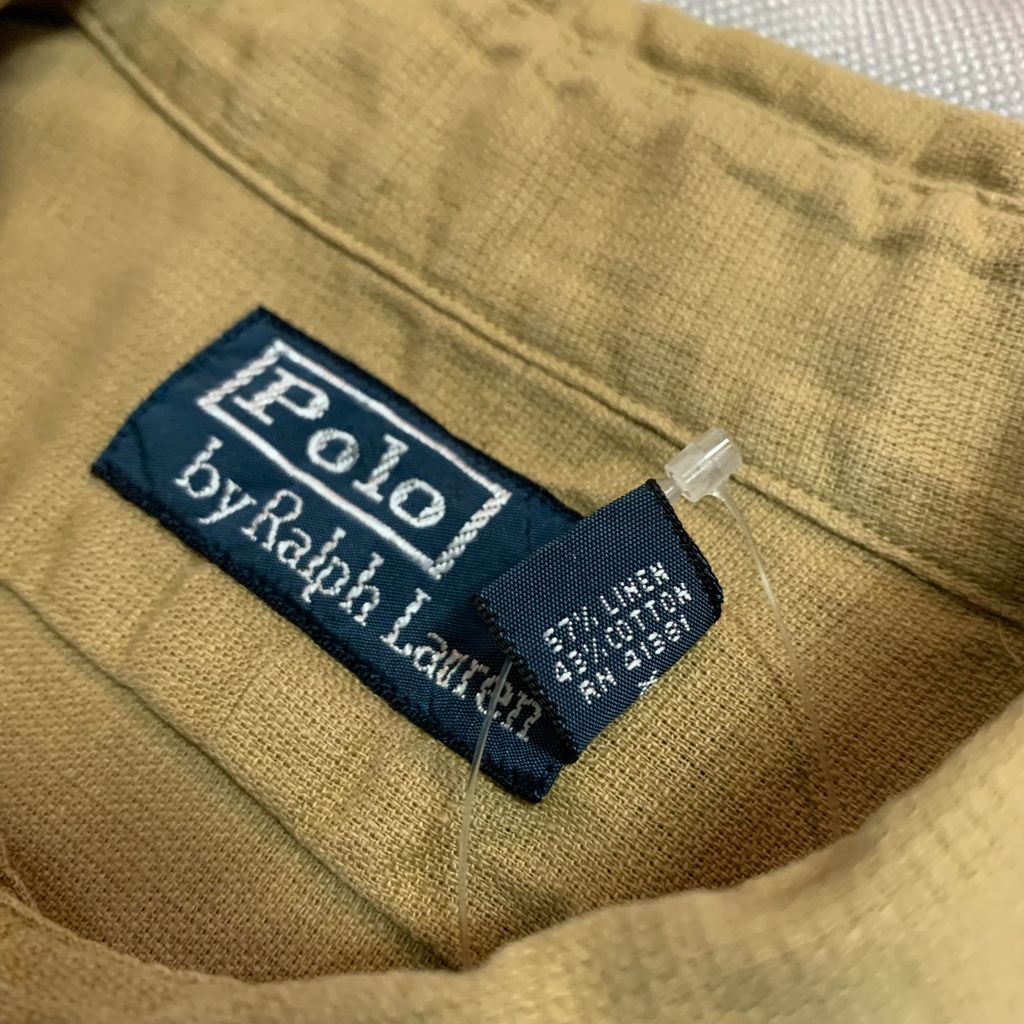 Polo
by Ralph Lauren
57% LINEN
43% COTTON
RN 41381